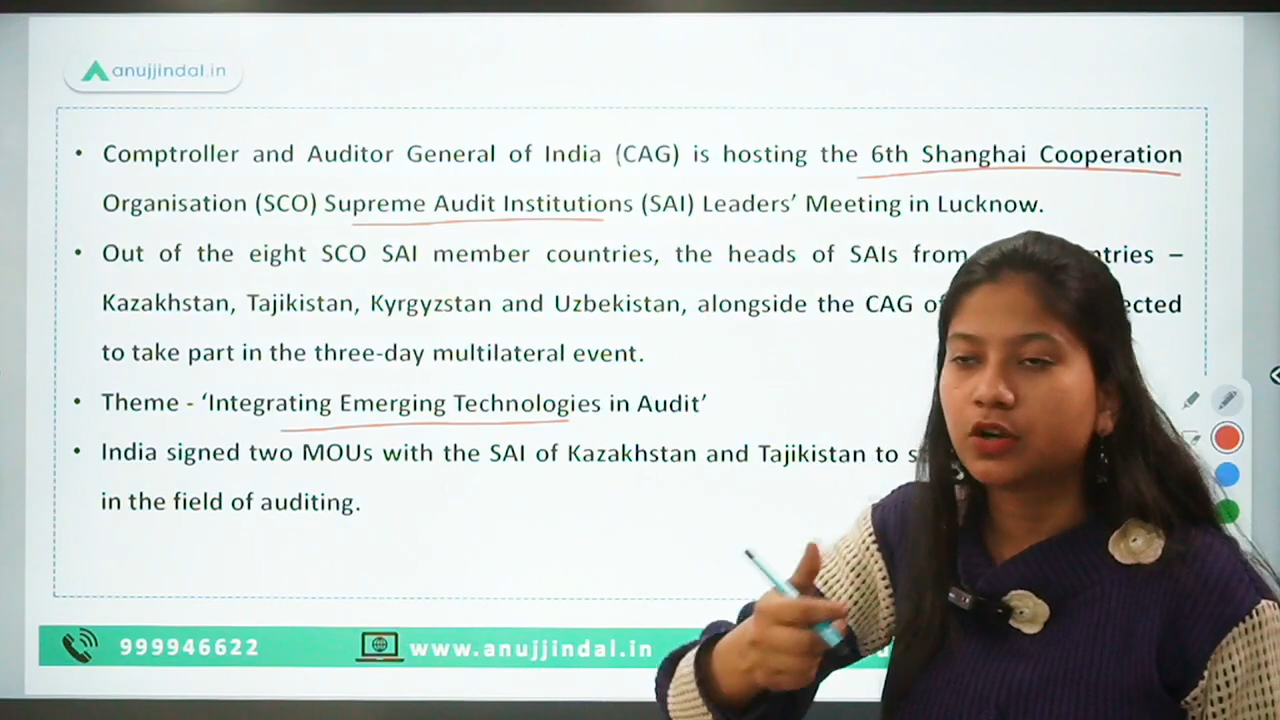 anujjindal.in
• Comptroller and Auditor General of India (CAG) is hosting the 6th Shanghai Cooperation
Organisation (SCO) Supreme Audit Institutions (SAI) Leaders’ Meeting in Lucknow.
• Out of the eight SCO SAI member countries, the heads of SAIs from –
Kazakhstan, Tajikistan, Kyrgyzstan and Uzbekistan, alongside the CAG
to take part in the three-day multilateral event.
• Theme - ‘Integrating Emerging Technologies in Audit’
• India signed two MOUs with the SAI of Kazakhstan and Tajikistan to
in the field of auditing.
999946622 www.anujjindal.in